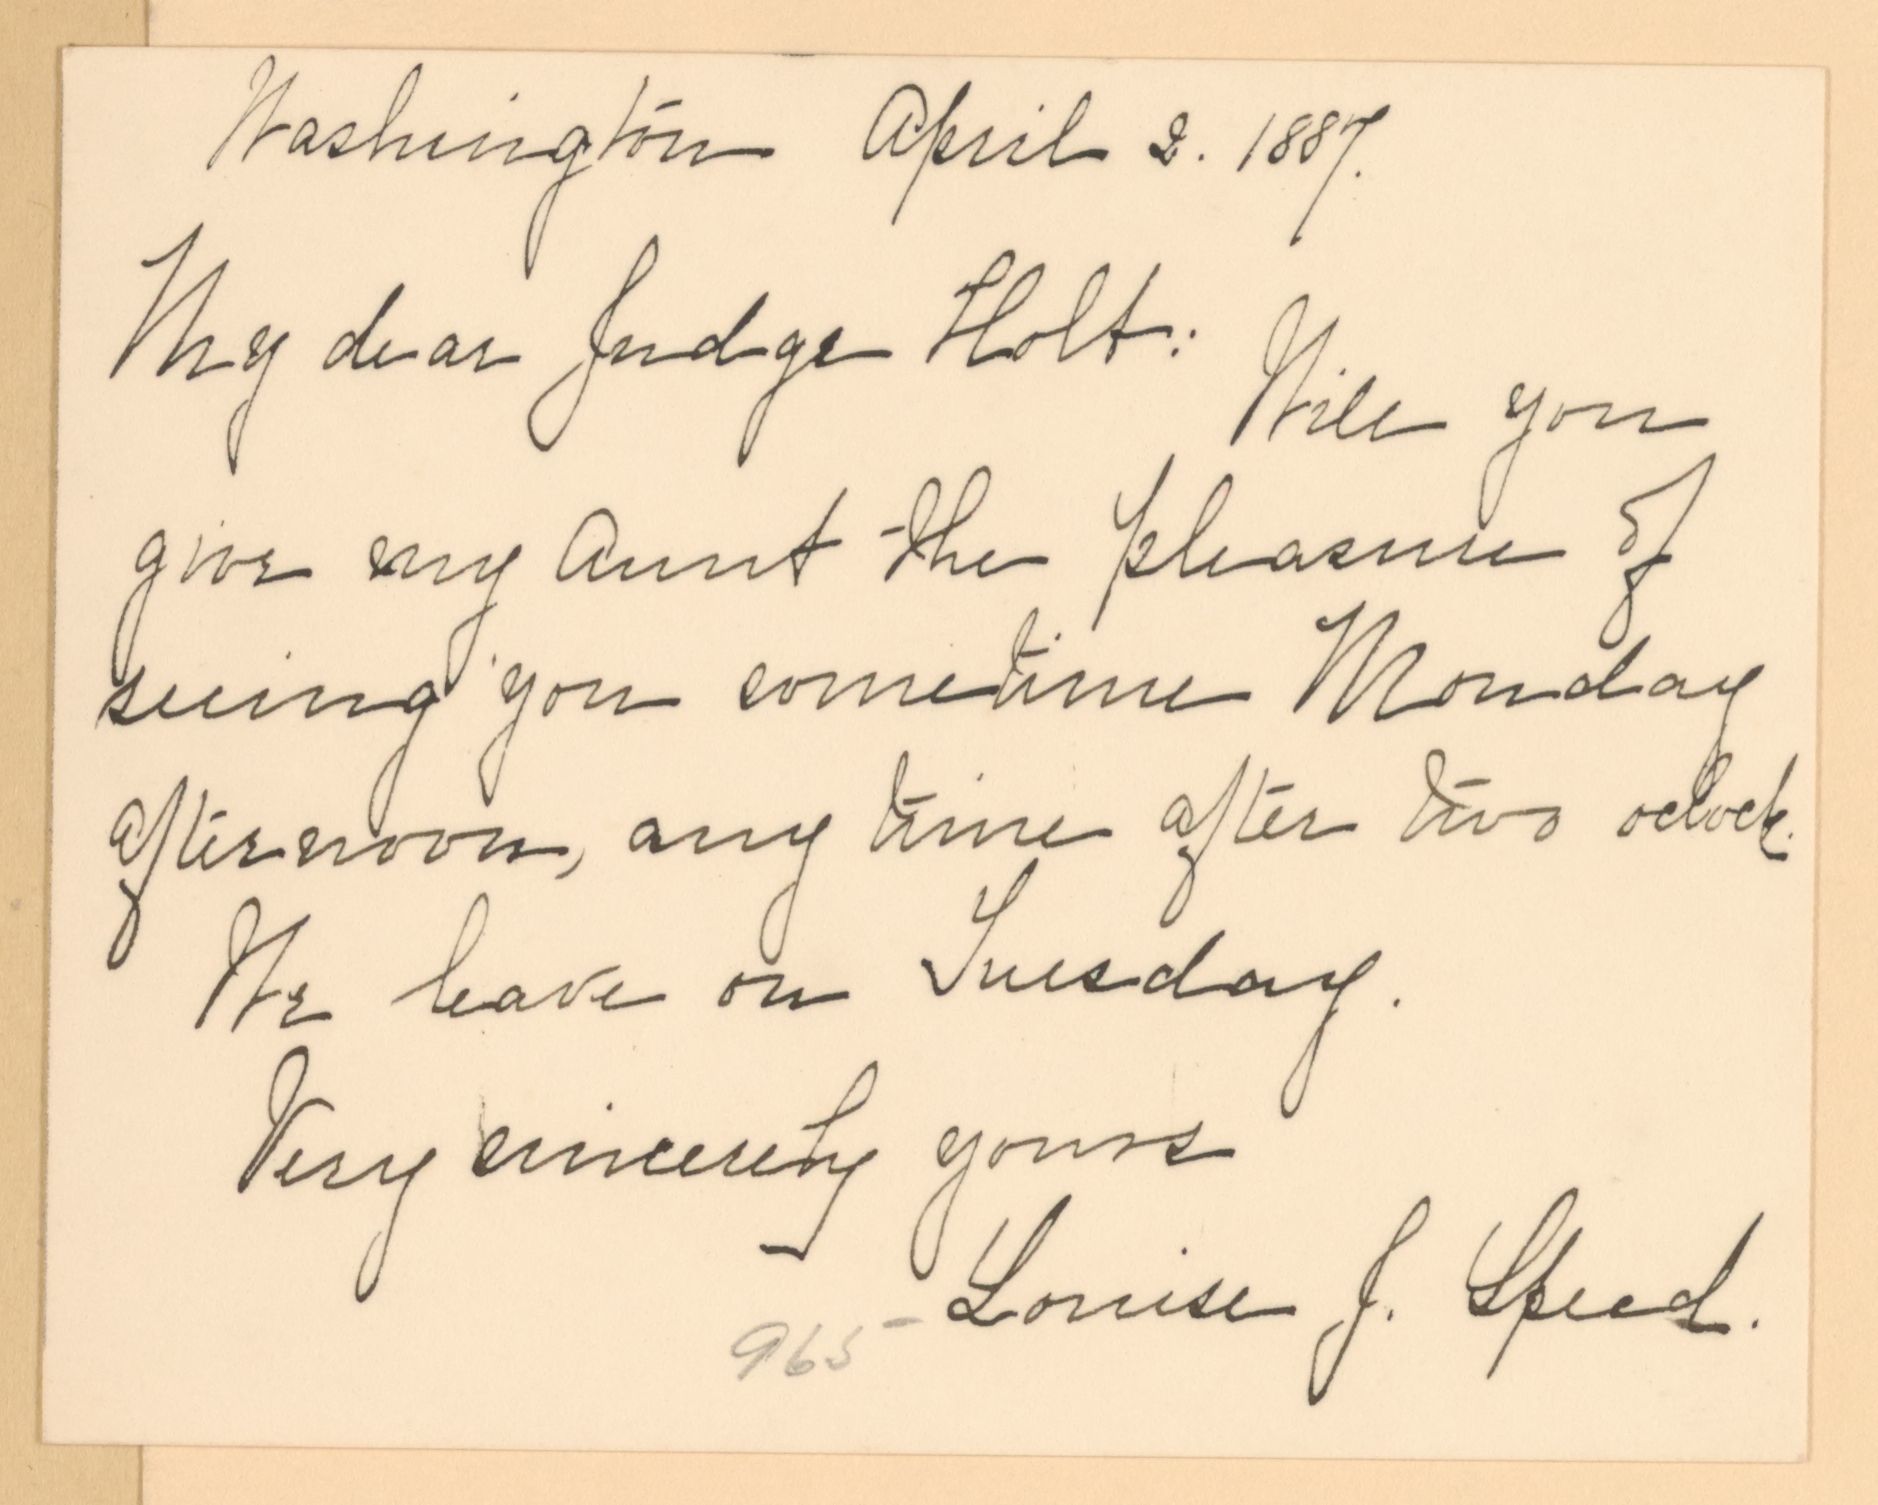 Washington April 2. 1887.
My dear Judge Holt:
Will you
give my Aunt the pleasure of
seeing you sometime Monday
afternoon, any time after two oclock.
We leave on Tuesday.
Very sincerely yours
Louise J. Speed.
965